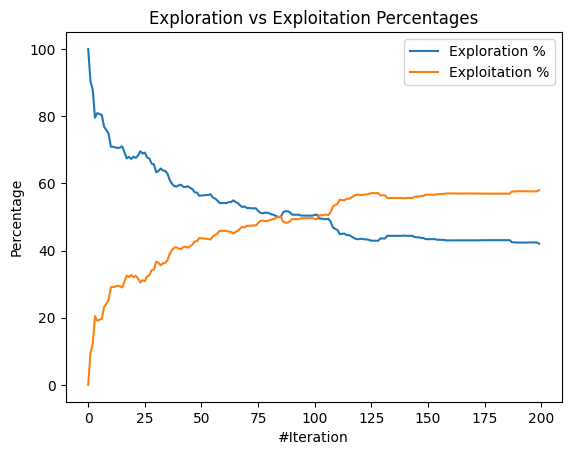 Exploration vs Exploitation Percentages
Exploration %
Exploitation %
Percentage
100
80
60
40
20
0
0 25 50 75 100 125 150 175 200
#Iteration